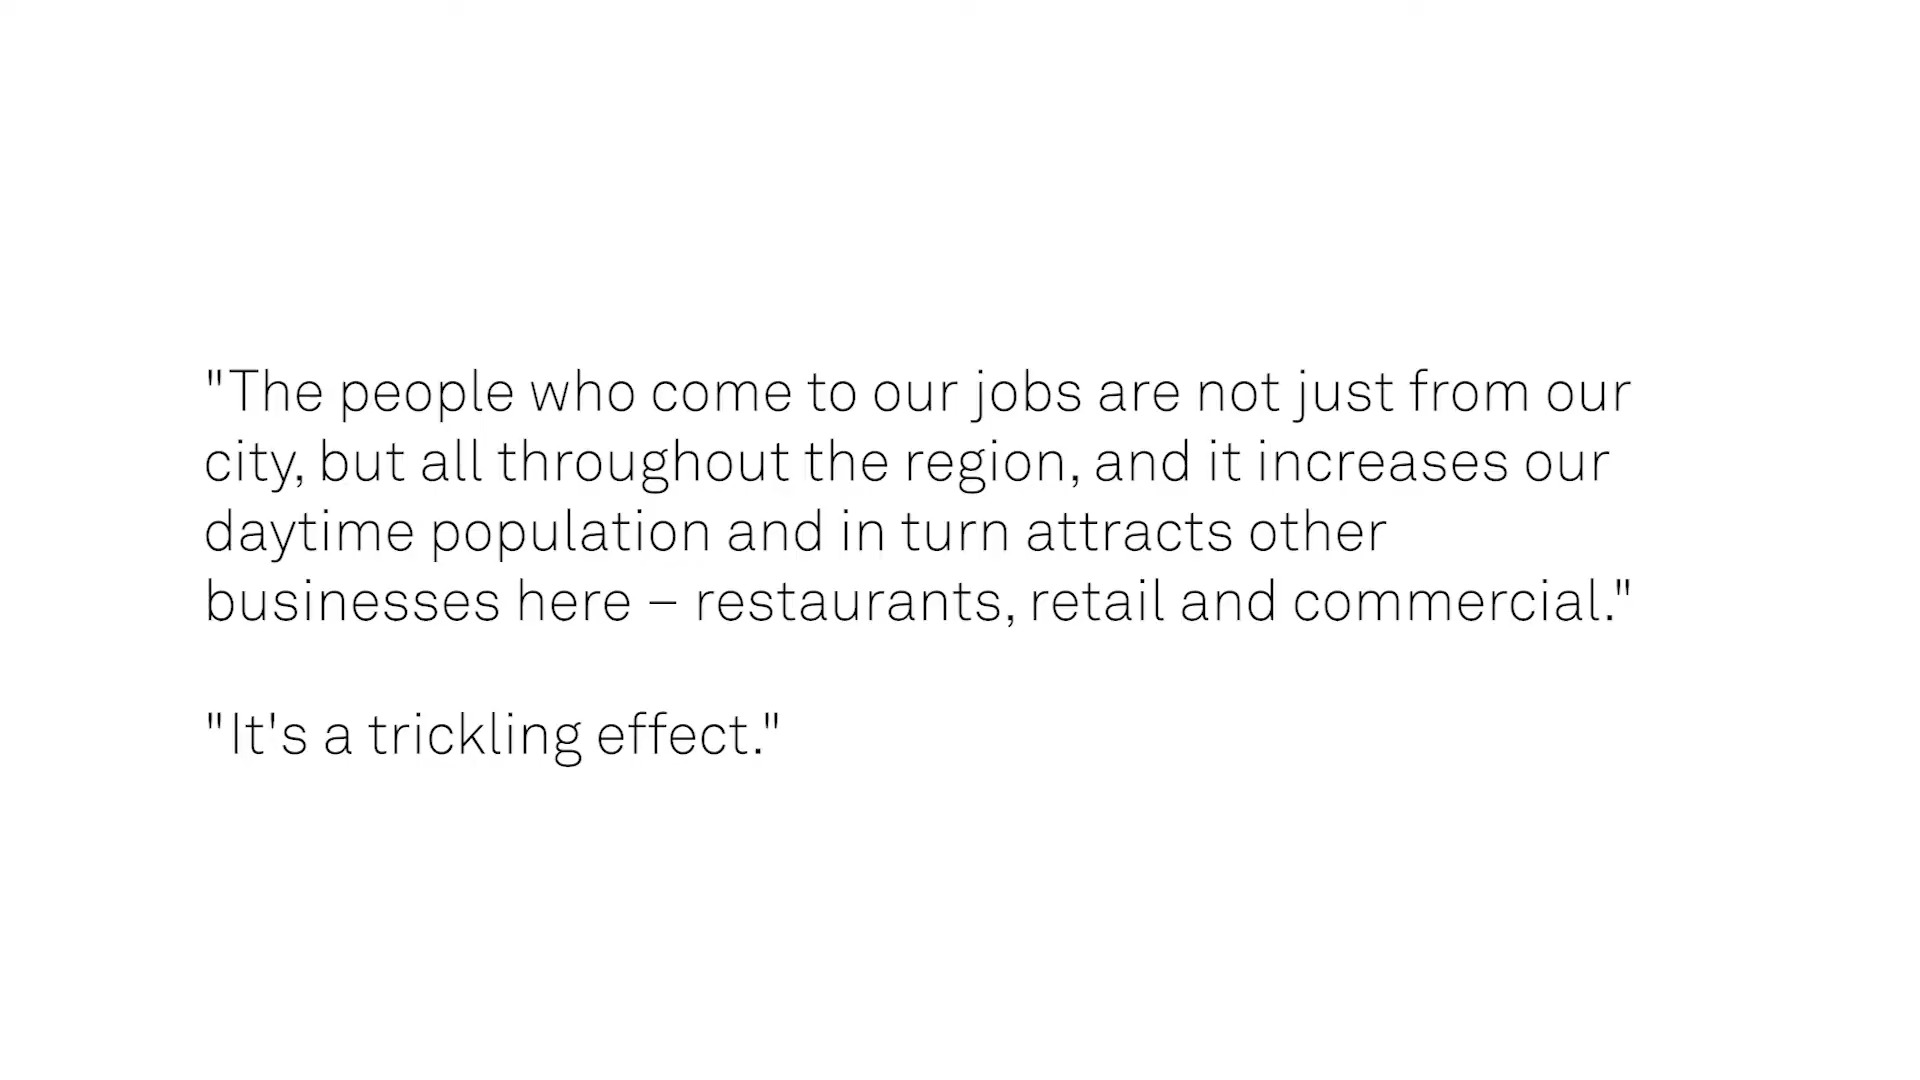 "The people who come to our jobs are not just from our
city, but all throughout the region, and it increases our
daytime population and in turn attracts other
businesses here – restaurants, retail and commercial."
"It's a trickling effect."